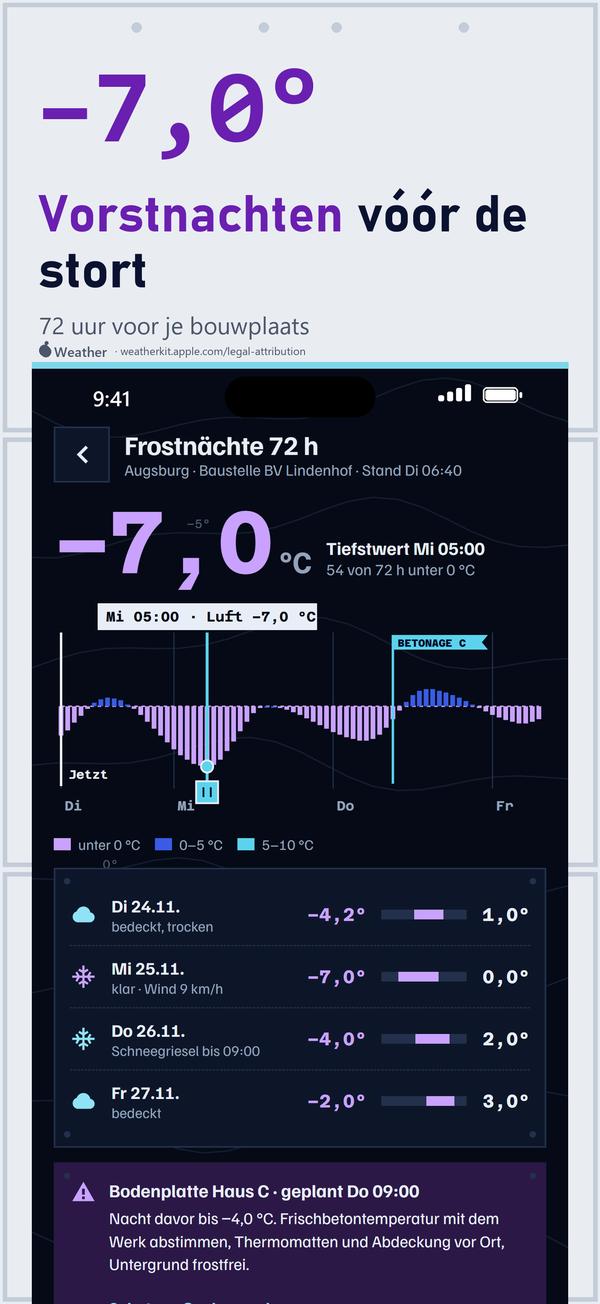 −7,0°
Vorstnachten vóór de
stort
72 uur voor je bouwplaats
Weather · weatherkit.apple.com/legal-attribution
9:41
Frostnächte 72 h
Augsburg · Baustelle BV Lindenhof · Stand Di 06:40
−5°
−7,0 °C
Tiefstwert Mi 05:00
54 von 72 h unter 0 °C
Mi 05:00 · Luft −7,0 °C
BETONAGE C
Jetzt
Di Mi Do Fr
unter 0 °C 0–5 °C 5–10 °C
0°
Di 24.11. −4,2° 1,0°
bedeckt, trocken
Mi 25.11. −7,0° 0,0°
klar · Wind 9 km/h
Do 26.11. −4,0° 2,0°
Schneegriesel bis 09:00
Fr 27.11. −2,0° 3,0°
bedeckt
Bodenplatte Haus C · geplant Do 09:00
Nacht davor bis −4,0 °C. Frischbetontemperatur mit dem
Werk abstimmen, Thermomatten und Abdeckung vor Ort,
Untergrund frostfrei.